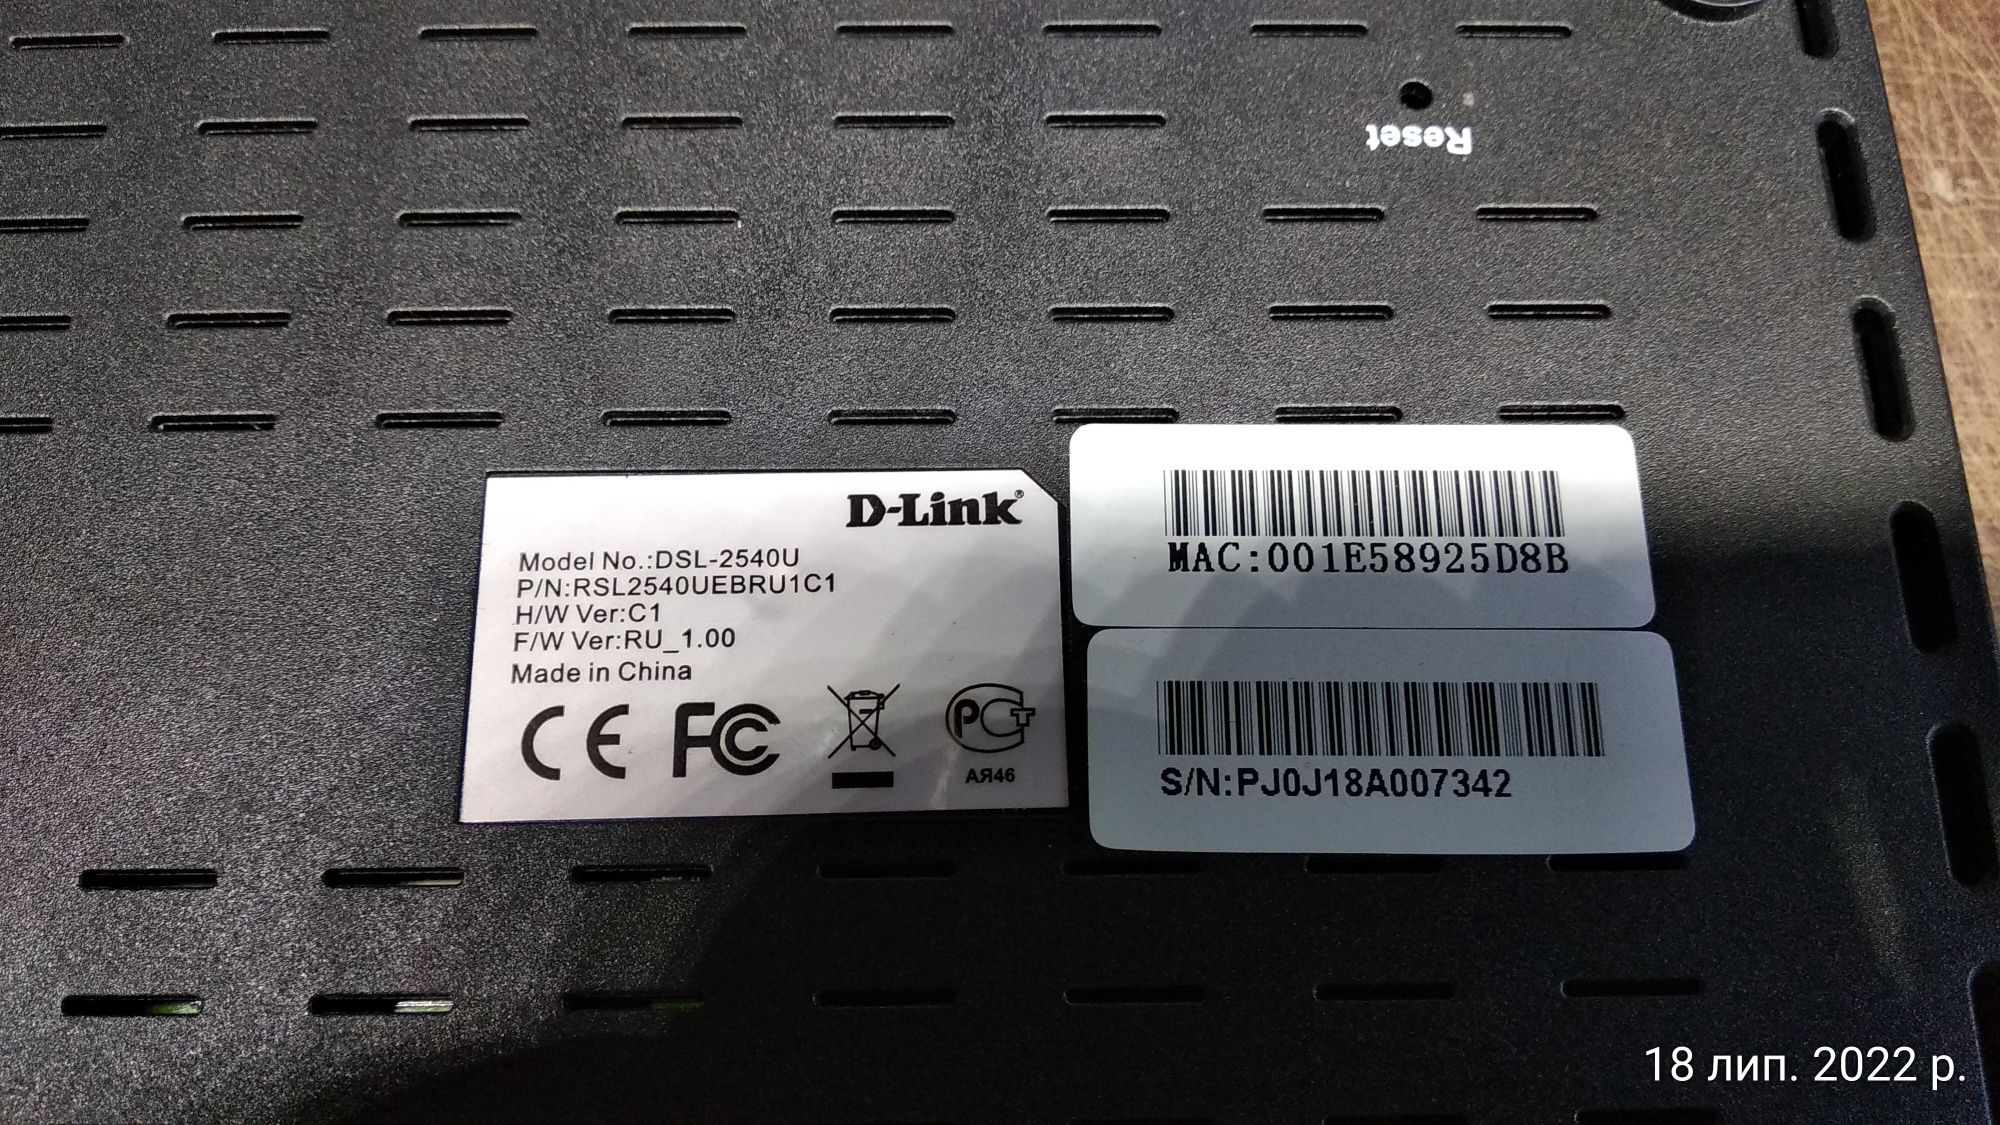 Reset
D-Link®
Model No.:DSL-2540U
P/N:RSL2540UEBRU1C1
H/W Ver:C1
F/W Ver:RU_1.00
Made in China
CE FC
РСТ
АЯ46
MAC:001E58925D8B
S/N:PJ0J18A007342
18 лип. 2022 р.